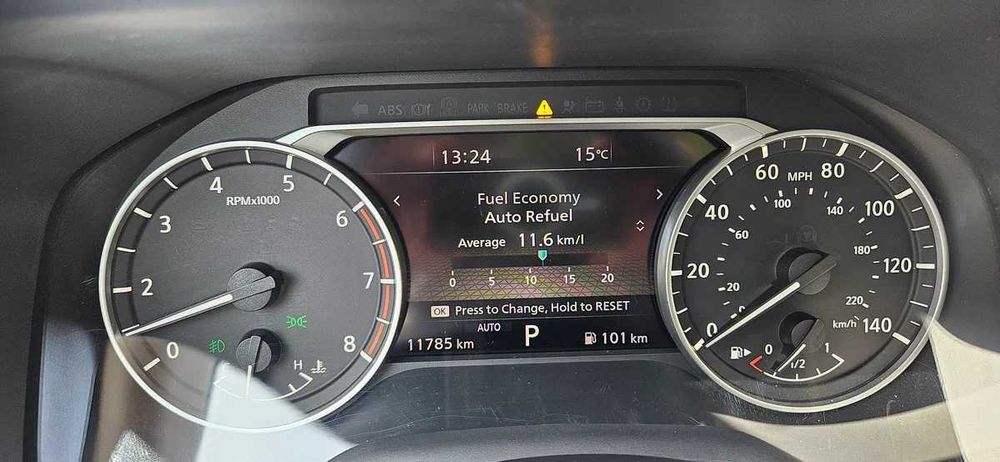 ABS PARK BRAKE
13:24 15°C
Fuel Economy
Auto Refuel
Average 11.6 km/l
0 5 10 15 20
OK Press to Change, Hold to RESET
AUTO
11785 km P 101 km
0 2 3 4 5 6 7 8
RPMx1000
H
0 20 40 60 80 100 120 140
MPH
0 20 60 100 140 180 220
km/h
0 1/2 1